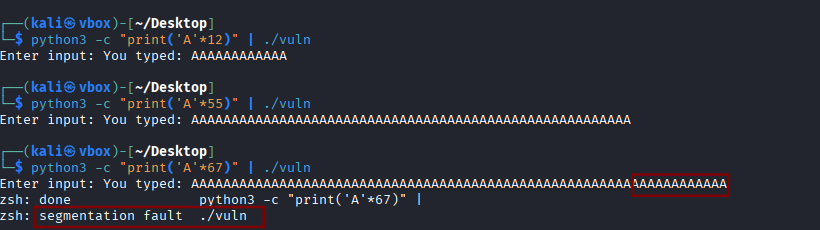 ┌──(kali㉿vbox)-[~/Desktop]
└─$ python3 -c "print('A'*12)" | ./vuln
Enter input: You typed: AAAAAAAAAAAA
┌──(kali㉿vbox)-[~/Desktop]
└─$ python3 -c "print('A'*55)" | ./vuln
Enter input: You typed: AAAAAAAAAAAAAAAAAAAAAAAAAAAAAAAAAAAAAAAAAAAAAAAAAAAAAAA
┌──(kali㉿vbox)-[~/Desktop]
└─$ python3 -c "print('A'*67)" | ./vuln
Enter input: You typed: AAAAAAAAAAAAAAAAAAAAAAAAAAAAAAAAAAAAAAAAAAAAAAAAAAAAAAAAAAAAAAAAAAA
zsh: done                python3 -c "print('A'*67)" |
zsh: segmentation fault  ./vuln